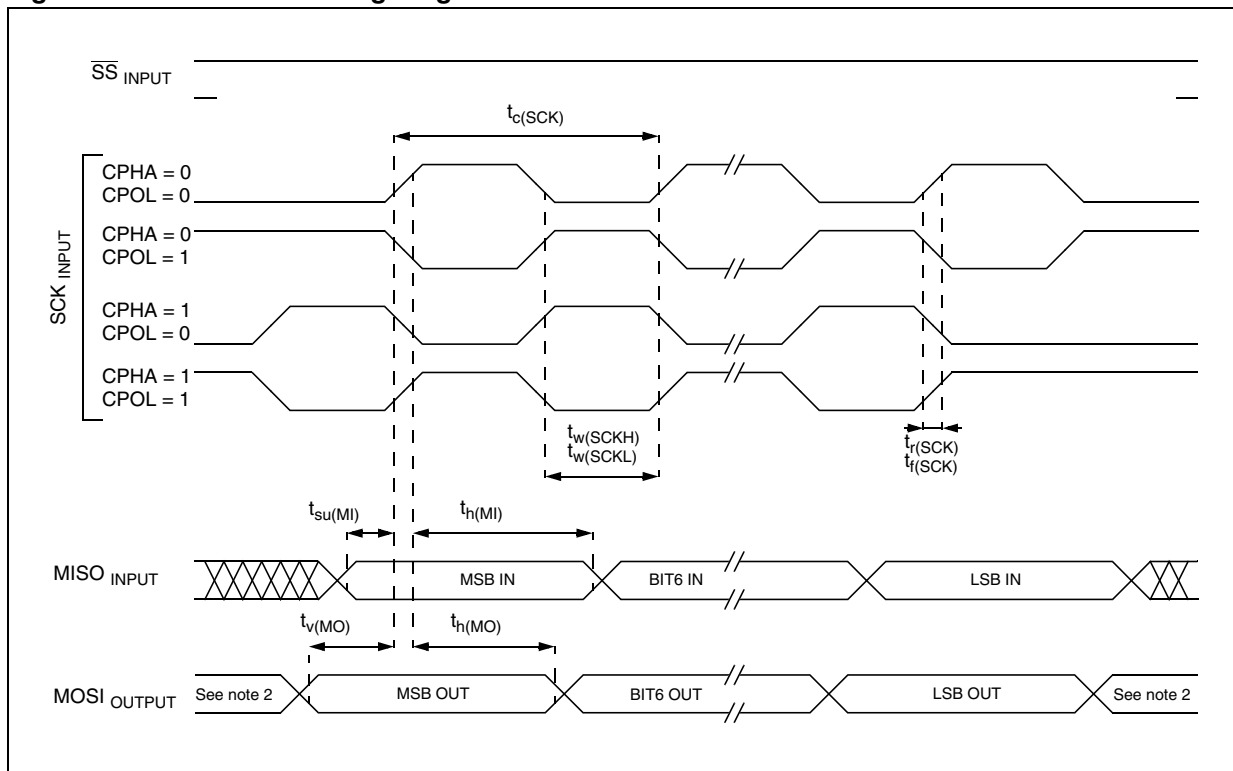 SS INPUT
tc(SCK)
SCK INPUT
CPHA = 0
CPOL = 0
CPHA = 0
CPOL = 1
CPHA = 1
CPOL = 0
CPHA = 1
CPOL = 1
tw(SCKH)
tw(SCKL)
tr(SCK)
tf(SCK)
tsu(MI)
th(MI)
MISO INPUT
MSB IN
BIT6 IN
LSB IN
tv(MO)
th(MO)
MOSI OUTPUT
See note 2
MSB OUT
BIT6 OUT
LSB OUT
See note 2